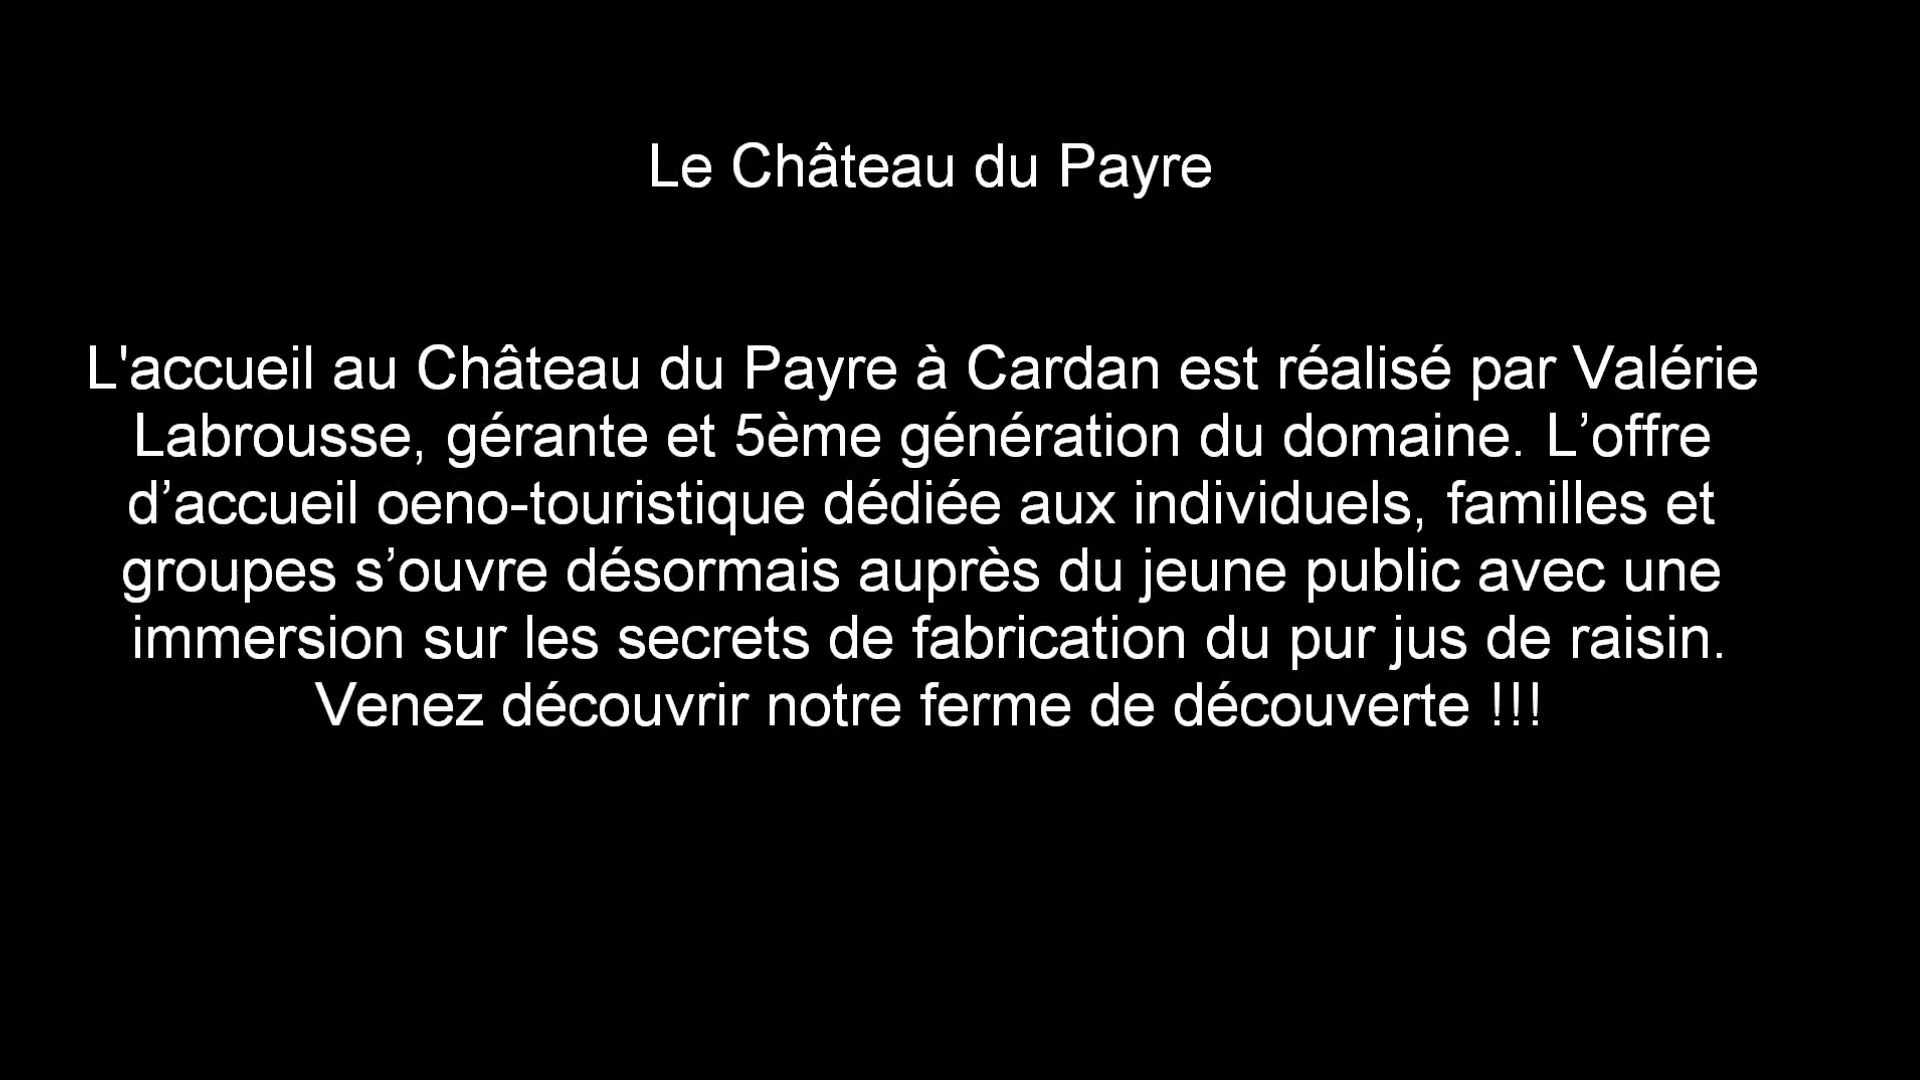 Le Château du Payre
L'accueil au Château du Payre à Cardan est réalisé par Valérie
Labrousse, gérante et 5ème génération du domaine. L’offre
d’accueil oeno-touristique dédiée aux individuels, familles et
groupes s’ouvre désormais auprès du jeune public avec une
immersion sur les secrets de fabrication du pur jus de raisin.
Venez découvrir notre ferme de découverte !!!